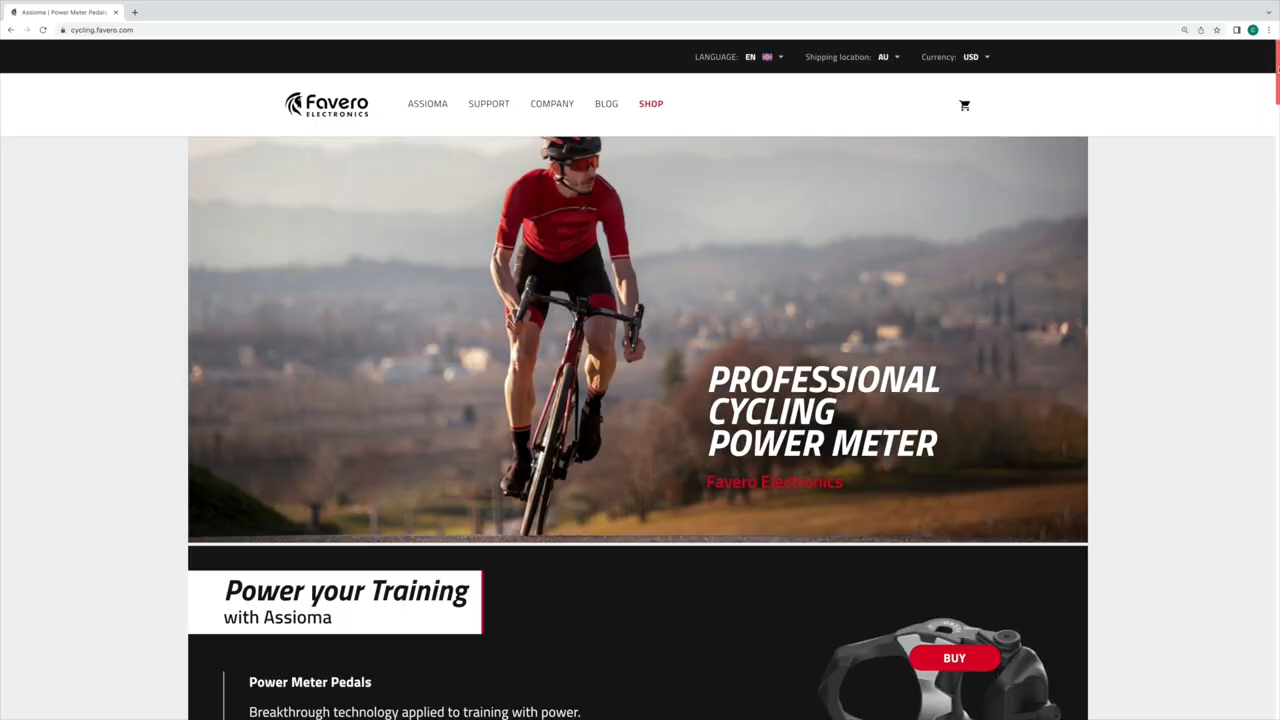 Assioma | Power Meter Pedals
cycling.favero.com
C
LANGUAGE: EN
Shipping location: AU
Currency: USD
Favero
ELECTRONICS
ASSIOMA
SUPPORT
COMPANY
BLOG
SHOP
PROFESSIONAL
CYCLING
POWER METER
Favero Electronics
Power your Training
with Assioma
BUY
Power Meter Pedals
Breakthrough technology applied to training with power.